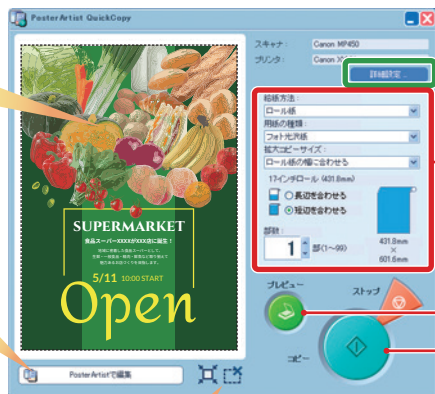 PosterArtist QuickCopy
スキャナ：
Canon MP450
プリンタ：
詳細設定...
給紙方法：
ロール紙
用紙の種類：
フォト光沢紙
拡大コピーサイズ：
ロール紙の幅に合わせる
17インチロール (431.8mm)
長辺を合わせる
短辺を合わせる
部数：
1
部(1〜99)
431.8mm
×
601.6mm
SUPERMARKET
食品スーパーXXXXがXXX店に誕生！
5/11 10:00 START
Open
プレビュー
ストップ
コピー
PosterArtistで編集